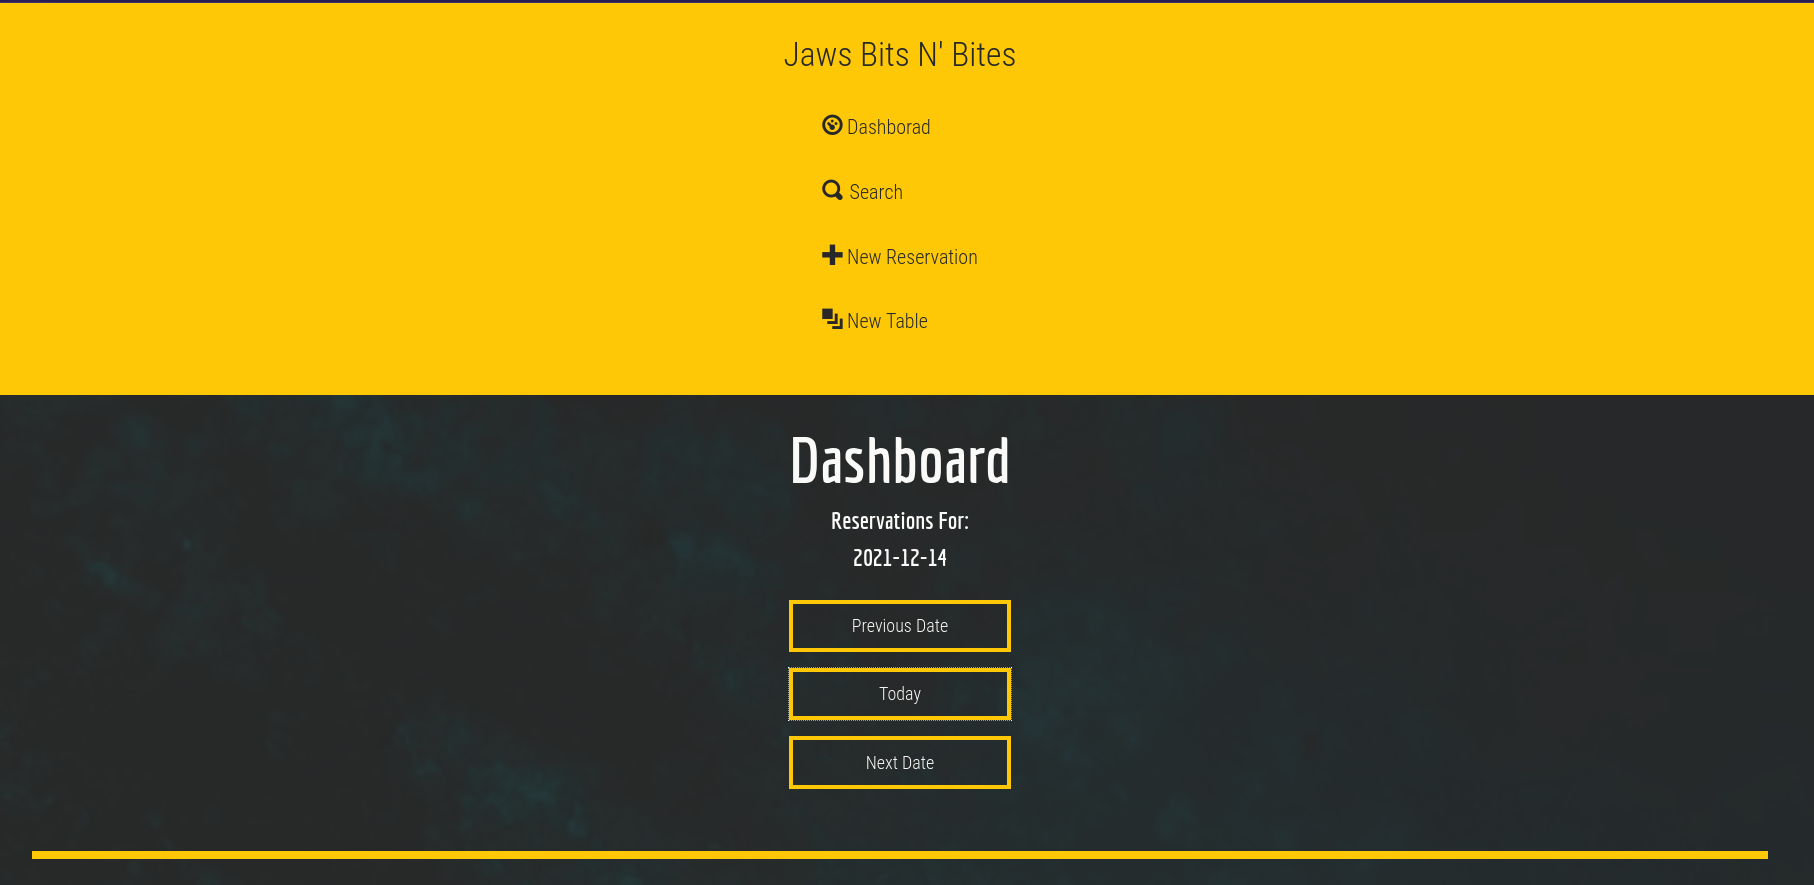 Jaws Bits N' Bites
Dashborad
Search
New Reservation
New Table
Dashboard
Reservations For:
2021-12-14
Previous Date
Today
Next Date